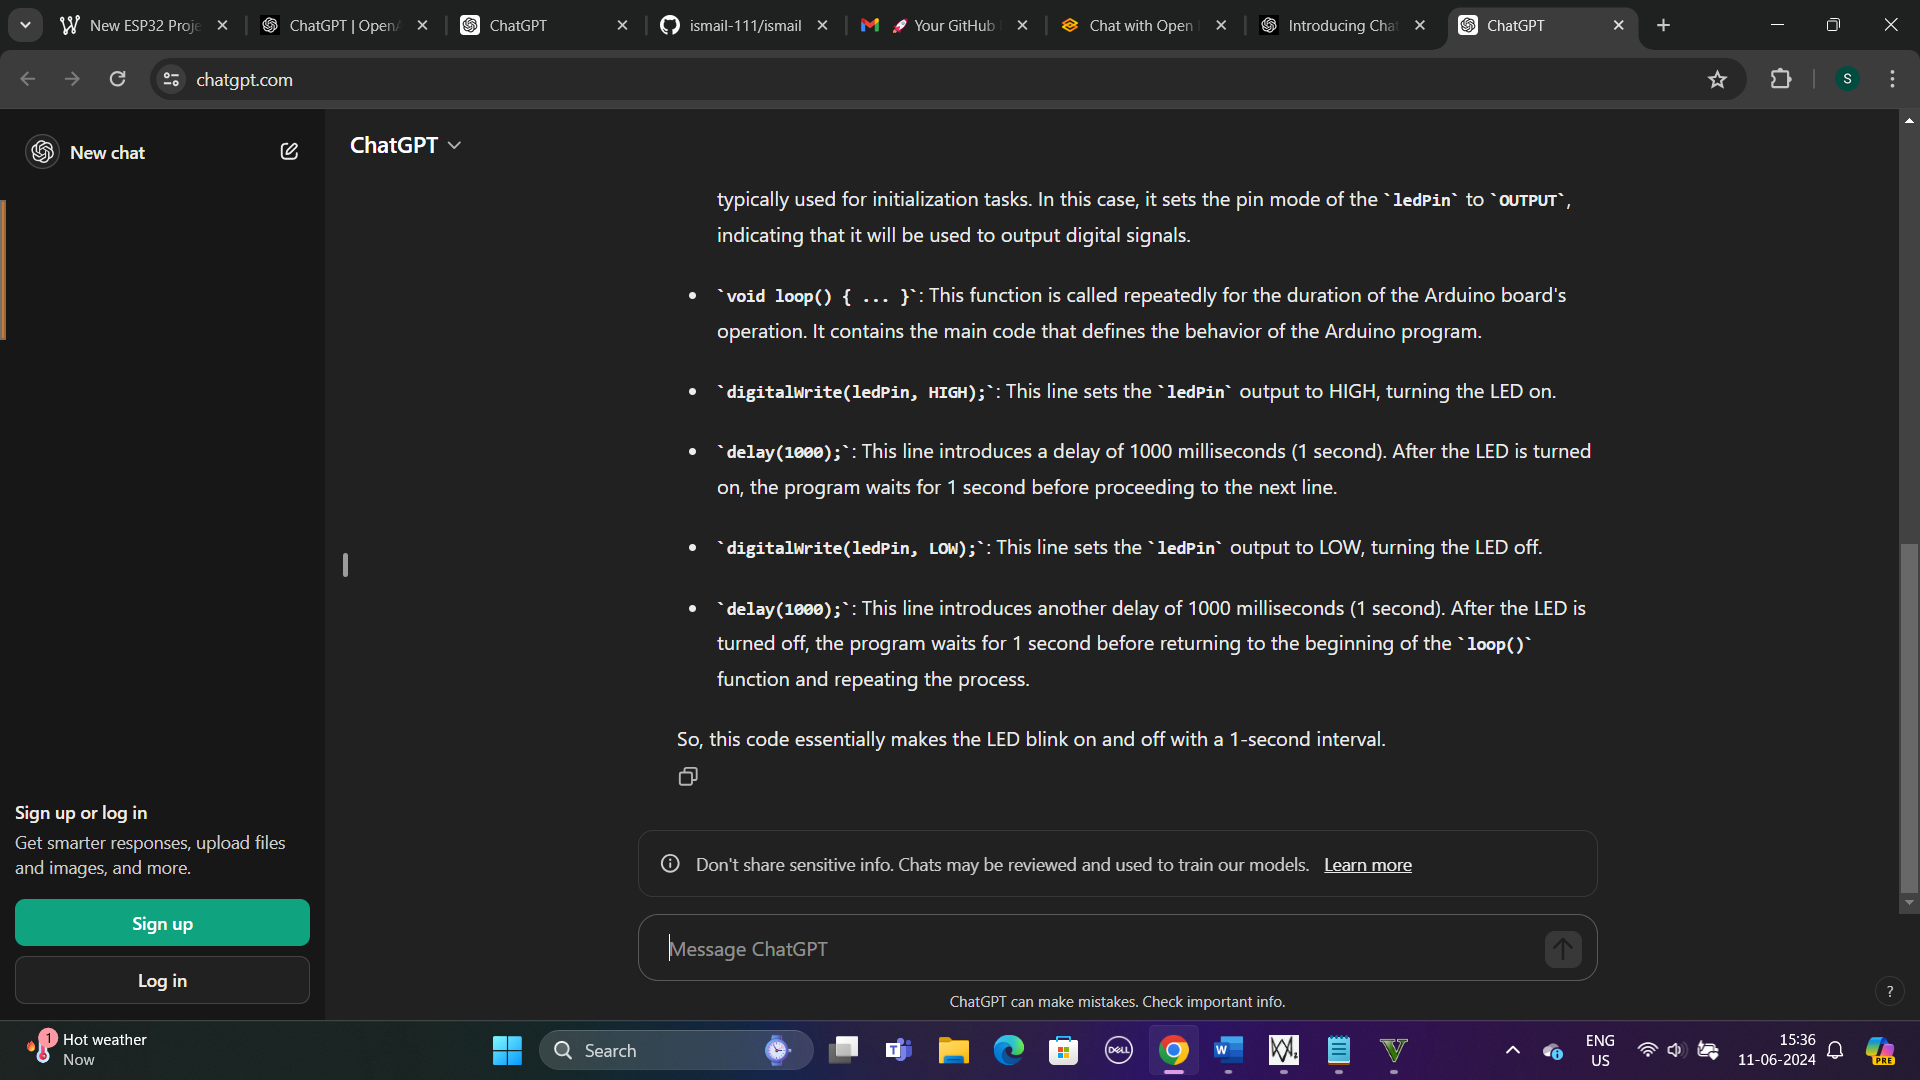 New ESP32 Proje
ChatGPT | OpenA
ChatGPT
ismail-111/ismail
🚀 Your GitHub
Chat with Open
Introducing Cha
ChatGPT
chatgpt.com
S
New chat
ChatGPT
typically used for initialization tasks. In this case, it sets the pin mode of the `ledPin` to `OUTPUT`,
indicating that it will be used to output digital signals.
• `void loop() { ... }`: This function is called repeatedly for the duration of the Arduino board's
operation. It contains the main code that defines the behavior of the Arduino program.
• `digitalWrite(ledPin, HIGH);`: This line sets the `ledPin` output to HIGH, turning the LED on.
• `delay(1000);`: This line introduces a delay of 1000 milliseconds (1 second). After the LED is turned
on, the program waits for 1 second before proceeding to the next line.
• `digitalWrite(ledPin, LOW);`: This line sets the `ledPin` output to LOW, turning the LED off.
• `delay(1000);`: This line introduces another delay of 1000 milliseconds (1 second). After the LED is
turned off, the program waits for 1 second before returning to the beginning of the `loop()`
function and repeating the process.
So, this code essentially makes the LED blink on and off with a 1-second interval.
Sign up or log in
Get smarter responses, upload files
and images, and more.
Sign up
Log in
Don't share sensitive info. Chats may be reviewed and used to train our models. Learn more
Message ChatGPT
ChatGPT can make mistakes. Check important info.
?
1
Hot weather
Now
Search
DELL
ENG
US
15:36
11-06-2024
PRE